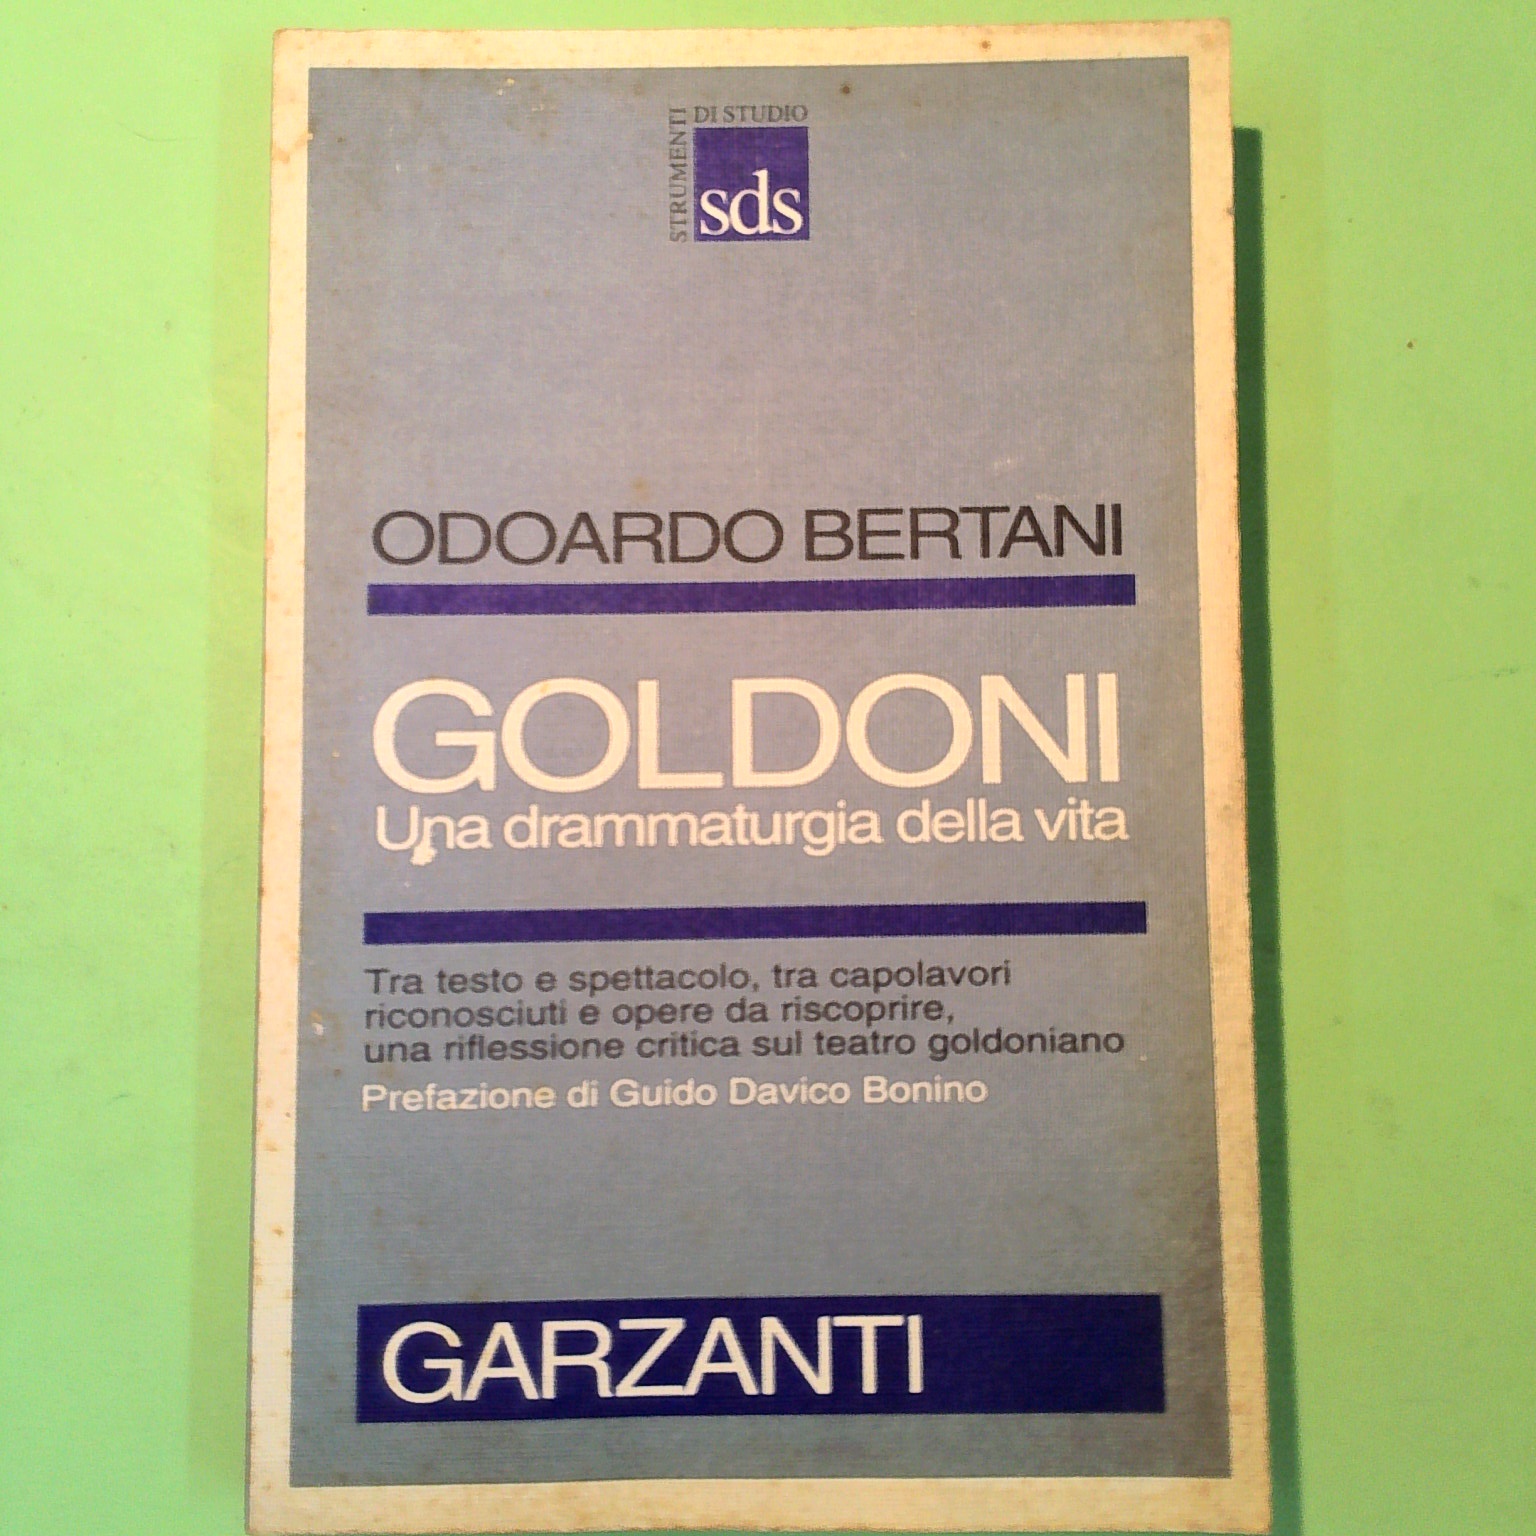 STRUMENTI
DI STUDIO
sds
ODOARDO BERTANI
GOLDONI
Una drammaturgia della vita
Tra testo e spettacolo, tra capolavori
riconosciuti e opere da riscoprire,
una riflessione critica sul teatro goldoniano
Prefazione di Guido Davico Bonino
GARZANTI